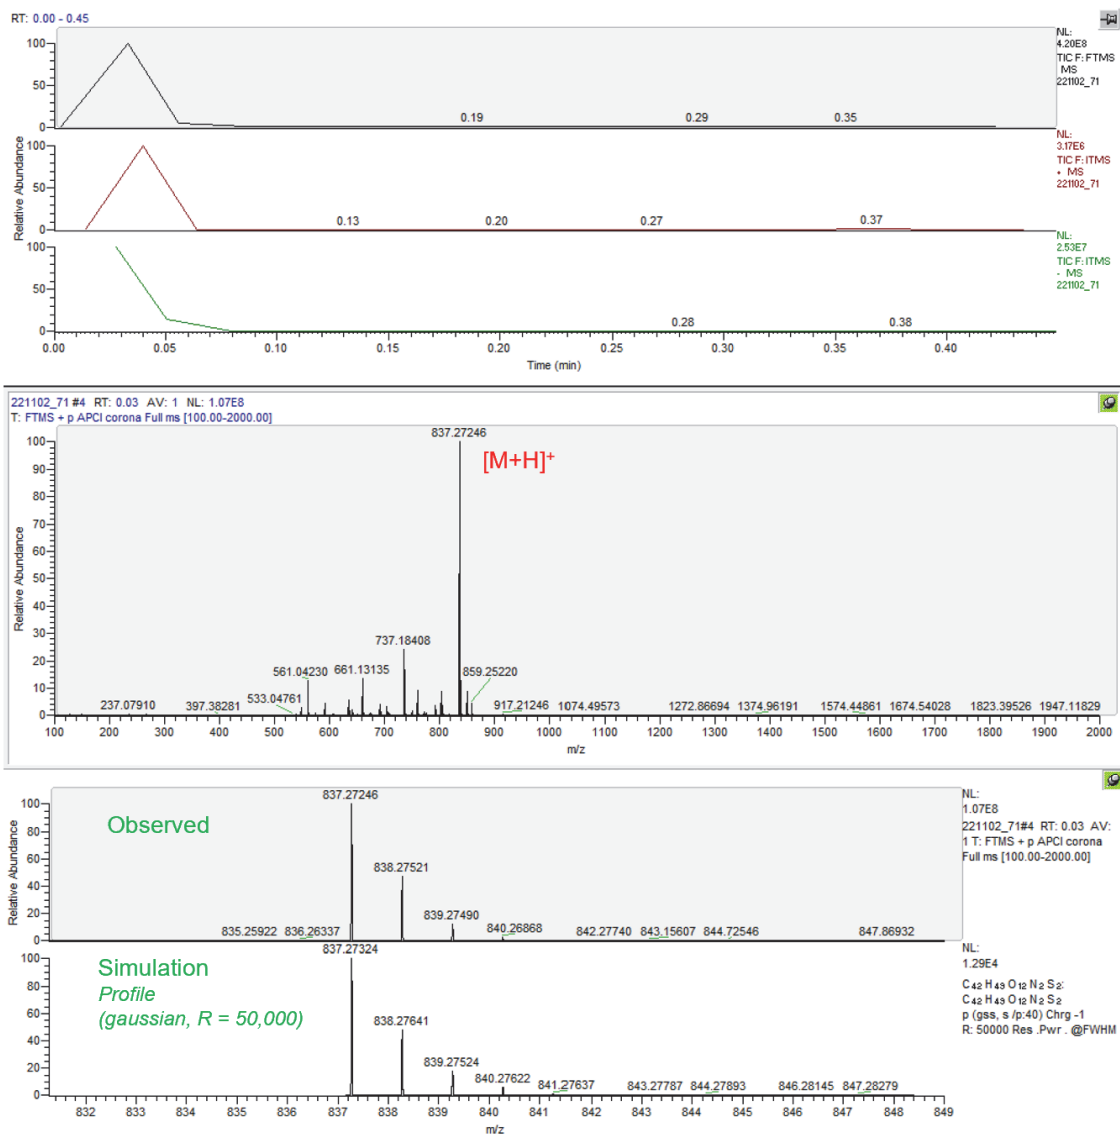 RT: 0.00 - 0.45
100
50
0
0.19
0.29
0.35
NL:
4.20E8
TIC F: FTMS
MS
221102_71
Relative Abundance
100
50
0
0.13
0.20
0.27
0.37
NL:
3.17E6
TIC F: ITMS
+ MS
221102_71
100
50
0
0.28
0.38
NL:
2.53E7
TIC F: ITMS
- MS
221102_71
0.00 0.05 0.10 0.15 0.20 0.25 0.30 0.35 0.40
Time (min)
221102_71 #4 RT: 0.03 AV: 1 NL: 1.07E8
T: FTMS + p APCI corona Full ms [100.00-2000.00]
837.27246
[M+H]+
Relative Abundance
100
90
80
70
60
50
40
30
20
10
0
737.18408
561.04230
661.13135
859.25220
533.04761
237.07910
397.38281
917.21246
1074.49573
1272.86694
1374.96191
1574.44861
1674.54028
1823.39526
1947.11829
100 200 300 400 500 600 700 800 900 1000 1100 1200 1300 1400 1500 1600 1700 1800 1900 2000
m/z
Observed
837.27246
838.27521
839.27490
835.25922
836.26337
840.26868
842.27740
843.15607
844.72546
847.86932
NL:
1.07E8
221102_71#4 RT: 0.03 AV:
1 T: FTMS + p APCI corona
Full ms [100.00-2000.00]
Relative Abundance
100
80
60
40
20
0
Simulation
Profile
(gaussian, R = 50,000)
837.27324
838.27641
839.27524
840.27622
841.27637
843.27787
844.27893
846.28145
847.28279
NL:
1.29E4
C42 H49 O12 N2 S2:
C42 H49 O12 N2 S2
p (gss, s /p:40) Chrg -1
R: 50000 Res .Pwr . @FWHM
100
80
60
40
20
0
832 833 834 835 836 837 838 839 840 841 842 843 844 845 846 847 848 849
m/z